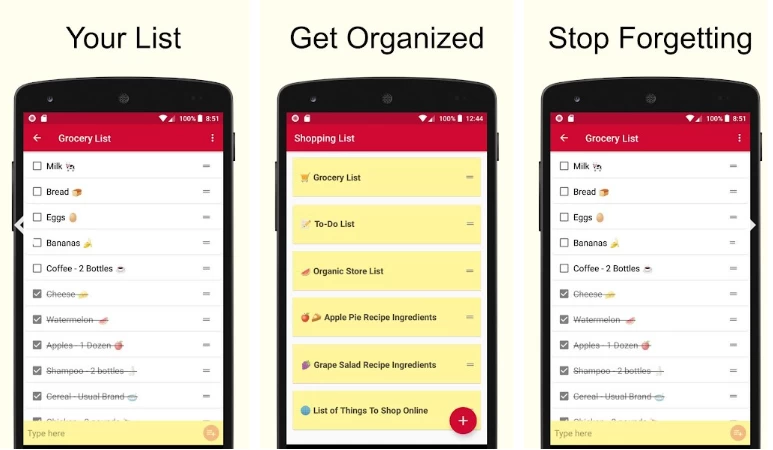 Your List
100% 8:51
Grocery List
Milk
Bread
Eggs
Bananas
Coffee - 2 Bottles
Cheese
Watermelon
Apples - 1 Dozen
Shampoo - 2 bottles
Cereal - Usual Brand
Type here
Get Organized
100% 12:44
Shopping List
Grocery List
To-Do List
Organic Store List
Apple Pie Recipe Ingredients
Grape Salad Recipe Ingredients
List of Things To Shop Online
Stop Forgetting
100% 8:51
Grocery List
Milk
Bread
Eggs
Bananas
Coffee - 2 Bottles
Cheese
Watermelon
Apples - 1 Dozen
Shampoo - 2 bottles
Cereal - Usual Brand
Type here